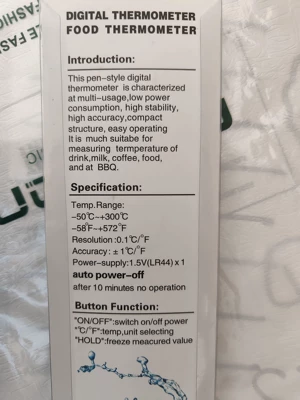 DIGITAL THERMOMETER
FOOD THERMOMETER
Introduction:
This pen-style digital
thermometer is characterized
at multi-usage,low power
consumption, high stability,
high accuracy,compact
structure, easy operating
It is much suitabe for
measuring termperature of
drink,milk, coffee, food,
and at BBQ.
Specification:
Temp.Range:
-50℃~+300℃
-58℉~+572℉
Resolution:0.1℃/℉
Accuracy: ± 1℃/℉
Power-supply:1.5V(LR44) x 1
auto power-off
after 10 minutes no operation
Button Function:
"ON/OFF":switch on/off power
"℃/℉":temp,unit selecting
"HOLD":freeze meacured value